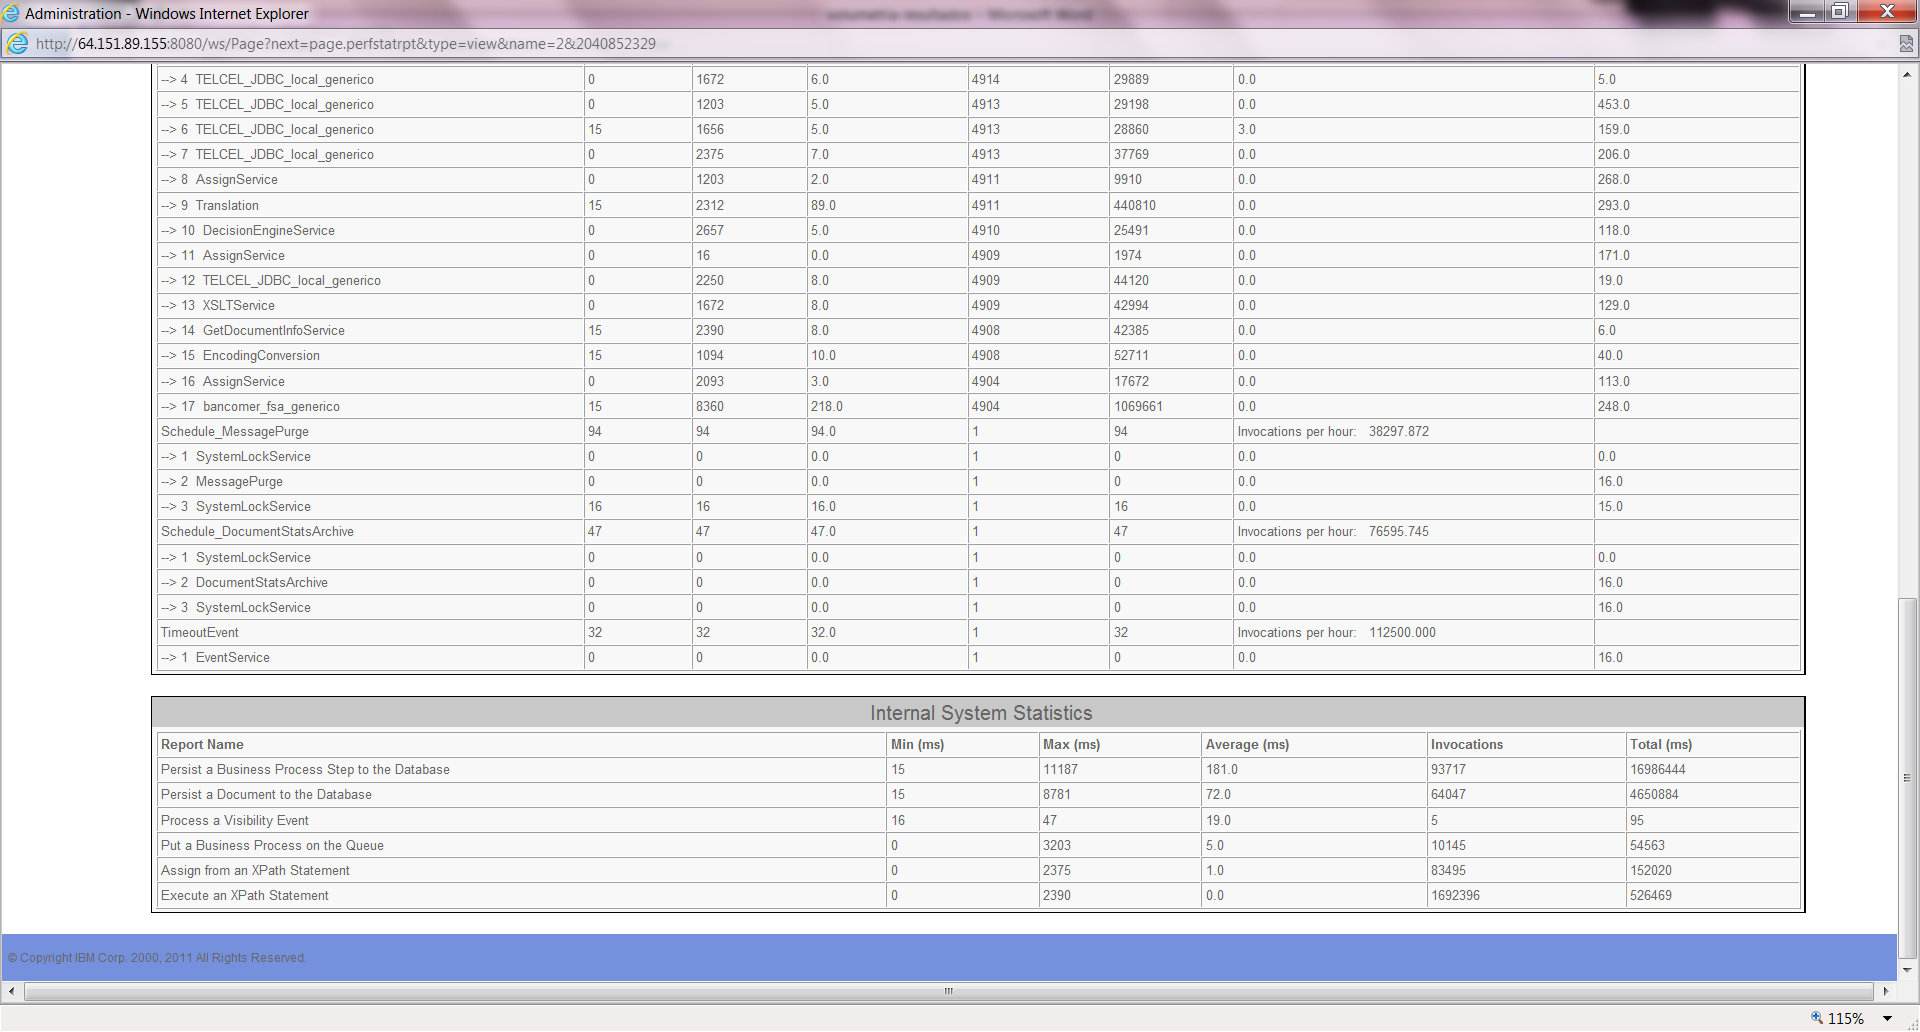 Administration - Windows Internet Explorer
http://64.151.89.155:8080/ws/Page?next=page.perfstatrpt&type=view&name=2&2040852329
--> 4 TELCEL_JDBC_local_generico 0 1672 6.0 4914 29889 0.0 5.0
--> 5 TELCEL_JDBC_local_generico 0 1203 5.0 4913 29198 0.0 453.0
--> 6 TELCEL_JDBC_local_generico 15 1656 5.0 4913 28860 3.0 159.0
--> 7 TELCEL_JDBC_local_generico 0 2375 7.0 4913 37769 0.0 206.0
--> 8 AssignService 0 1203 2.0 4911 9910 0.0 268.0
--> 9 Translation 15 2312 89.0 4911 440810 0.0 293.0
--> 10 DecisionEngineService 0 2657 5.0 4910 25491 0.0 118.0
--> 11 AssignService 0 16 0.0 4909 1974 0.0 171.0
--> 12 TELCEL_JDBC_local_generico 0 2250 8.0 4909 44120 0.0 19.0
--> 13 XSLTService 0 1672 8.0 4909 42994 0.0 129.0
--> 14 GetDocumentInfoService 15 2390 8.0 4908 42385 0.0 6.0
--> 15 EncodingConversion 15 1094 10.0 4908 52711 0.0 40.0
--> 16 AssignService 0 2093 3.0 4904 17672 0.0 113.0
--> 17 bancomer_fsa_generico 15 8360 218.0 4904 1069661 0.0 248.0
Schedule_MessagePurge 94 94 94.0 1 94 Invocations per hour: 38297.872
--> 1 SystemLockService 0 0 0.0 1 0 0.0 0.0
--> 2 MessagePurge 0 0 0.0 1 0 0.0 16.0
--> 3 SystemLockService 16 16 16.0 1 16 0.0 15.0
Schedule_DocumentStatsArchive 47 47 47.0 1 47 Invocations per hour: 76595.745
--> 1 SystemLockService 0 0 0.0 1 0 0.0 0.0
--> 2 DocumentStatsArchive 0 0 0.0 1 0 0.0 16.0
--> 3 SystemLockService 0 0 0.0 1 0 0.0 16.0
TimeoutEvent 32 32 32.0 1 32 Invocations per hour: 112500.000
--> 1 EventService 0 0 0.0 1 0 0.0 16.0
Internal System Statistics
Report Name Min (ms) Max (ms) Average (ms) Invocations Total (ms)
Persist a Business Process Step to the Database 15 11187 181.0 93717 16986444
Persist a Document to the Database 15 8781 72.0 64047 4650884
Process a Visibility Event 16 47 19.0 5 95
Put a Business Process on the Queue 0 3203 5.0 10145 54563
Assign from an XPath Statement 0 2375 1.0 83495 152020
Execute an XPath Statement 0 2390 0.0 1692396 526469
© Copyright IBM Corp. 2000, 2011 All Rights Reserved.
115%